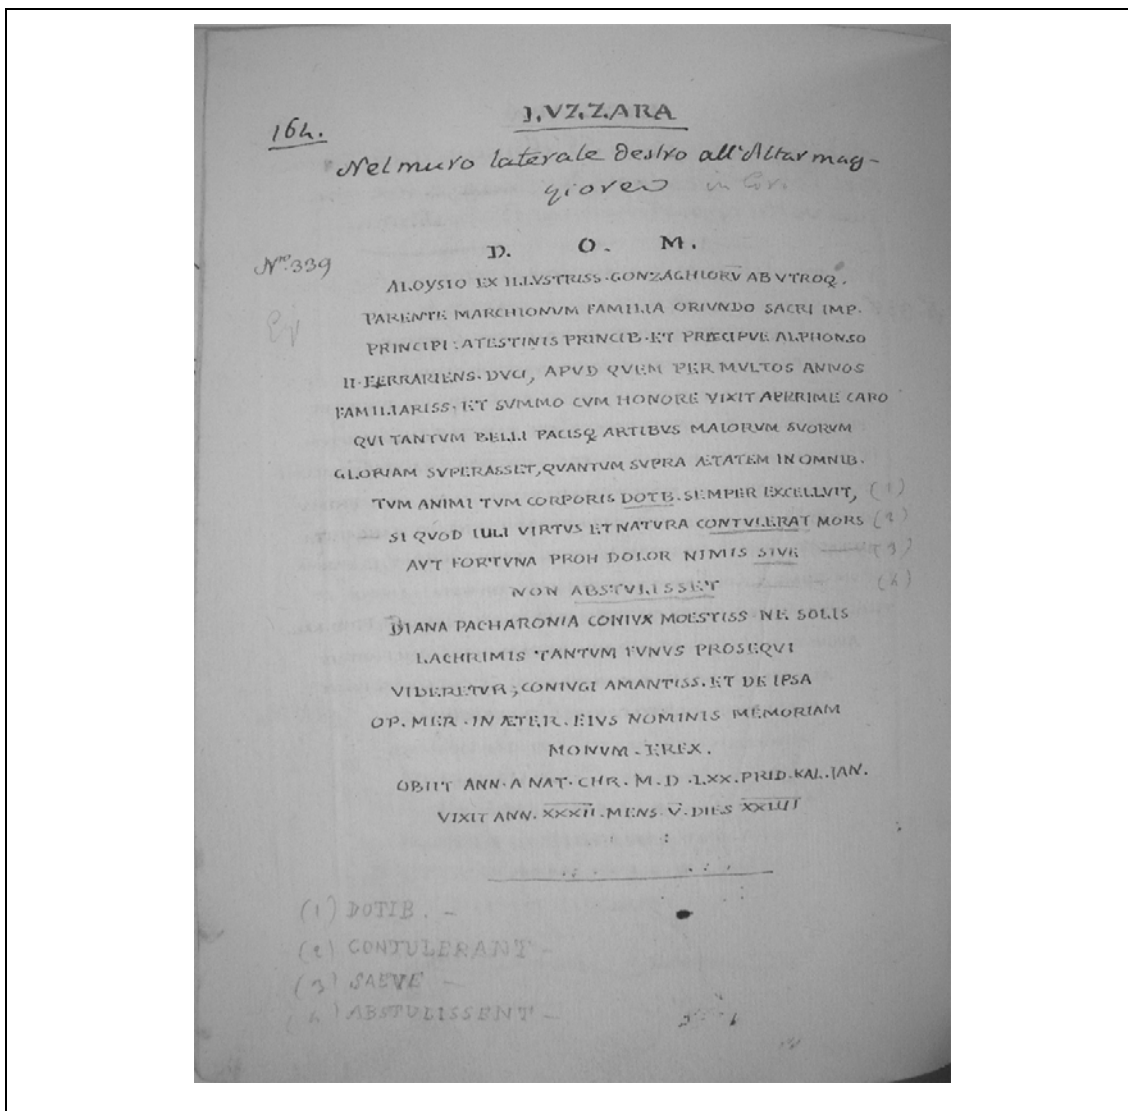 LVZZARA
164.
Nel muro laterale destro all'Altar mag-
giore in Cor.
D. O. M.
Nro. 339
ALOYSIO EX ILLVSTRISS. GONZAGHIORV̄ AB VTROQ.
PARENTE MARCHIONVM FAMILIA ORIVNDO SACRI IMP.
PRINCIPI: ATESTINIS PRINCIB. ET PRÆCIPVE ALPHONSO
II. FERRARIENS. DVCI, APVD QVEM PER MVLTOS ANNOS
FAMILIARISS. ET SVMMO CVM HONORE VIXIT APPRIME CARO
QVI TANTVM BELLI PACISQ ARTIBVS MAIORVM SVORVM
GLORIAM SVPERASSET, QVANTVM SVPRA ÆTATEM IN OMNIB.
TVM ANIMI TVM CORPORIS DOTB. SEMPER EXCELLVIT, (1)
SI QVOD IULI VIRTVS ET NATVRA CONTVLERAT MORS (2)
AVT FORTVNA PROH DOLOR NIMIS SIVE (3)
NON ABSTVLISSET (4)
DIANA PACHARONIA CONIVX MOESTISS. NE SOLIS
LACHRIMIS TANTVM FVNVS PROSEQVI
VIDERETVR; CONIVGI AMANTISS. ET DE IPSA
OP. MER. IN ÆTER. EIVS NOMINIS MEMORIAM
MONVM. EREX.
OBIIT ANN. A NAT. CHR. M. D. LXX. PRID. KAL. IAN.
VIXIT ANN. XXXII. MENS. V. DIES XXIIII
(1) DOTIB. -
(2) CONTULERANT -
(3) SAEVE -
(4) ABSTULISSENT -